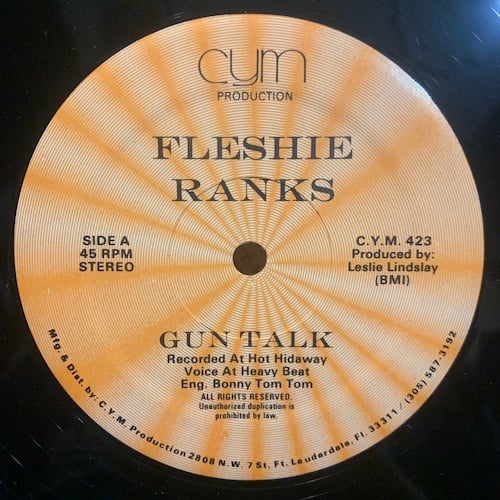 cym
PRODUCTION
FLESHIE
RANKS
SIDE A
45 RPM
STEREO
C.Y.M. 423
Produced by:
Leslie Lindslay
(BMI)
GUN TALK
Recorded At Hot Hidaway
Voice At Heavy Beat
Eng. Bonny Tom Tom
ALL RIGHTS RESERVED.
Unauthorized duplication is
prohibited by law.
Mfg. & Dist. by: C.Y.M. Production 2808 N.W. 7 St. Ft. Lauderdale, Fl. 33311 / (305) 587-3192